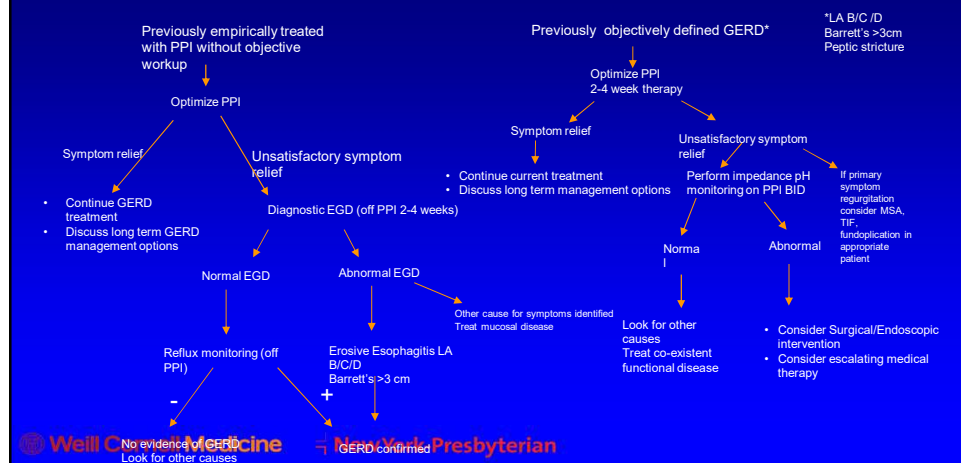 Previously empirically treated
with PPI without objective
workup
Optimize PPI
Symptom relief
Unsatisfactory symptom
relief
• Continue GERD
treatment
• Discuss long term GERD
management options
Diagnostic EGD (off PPI 2-4 weeks)
Normal EGD
Abnormal EGD
Other cause for symptoms identified
Treat mucosal disease
Reflux monitoring (off
PPI)
Erosive Esophagitis LA
B/C/D
Barrett's >3 cm
-
+
No evidence of GERD
Look for other causes
GERD confirmed
Previously objectively defined GERD*
*LA B/C /D
Barrett's >3cm
Peptic stricture
Optimize PPI
2-4 week therapy
Symptom relief
Unsatisfactory symptom
relief
• Continue current treatment
• Discuss long term management options
Perform impedance pH
monitoring on PPI BID
If primary
symptom
regurgitation
consider MSA,
TIF,
fundoplication in
appropriate
patient
Norma
l
Abnormal
Look for other
causes
Treat co-existent
functional disease
• Consider Surgical/Endoscopic
intervention
• Consider escalating medical
therapy
Weill Cornell Medicine
NewYork-Presbyterian